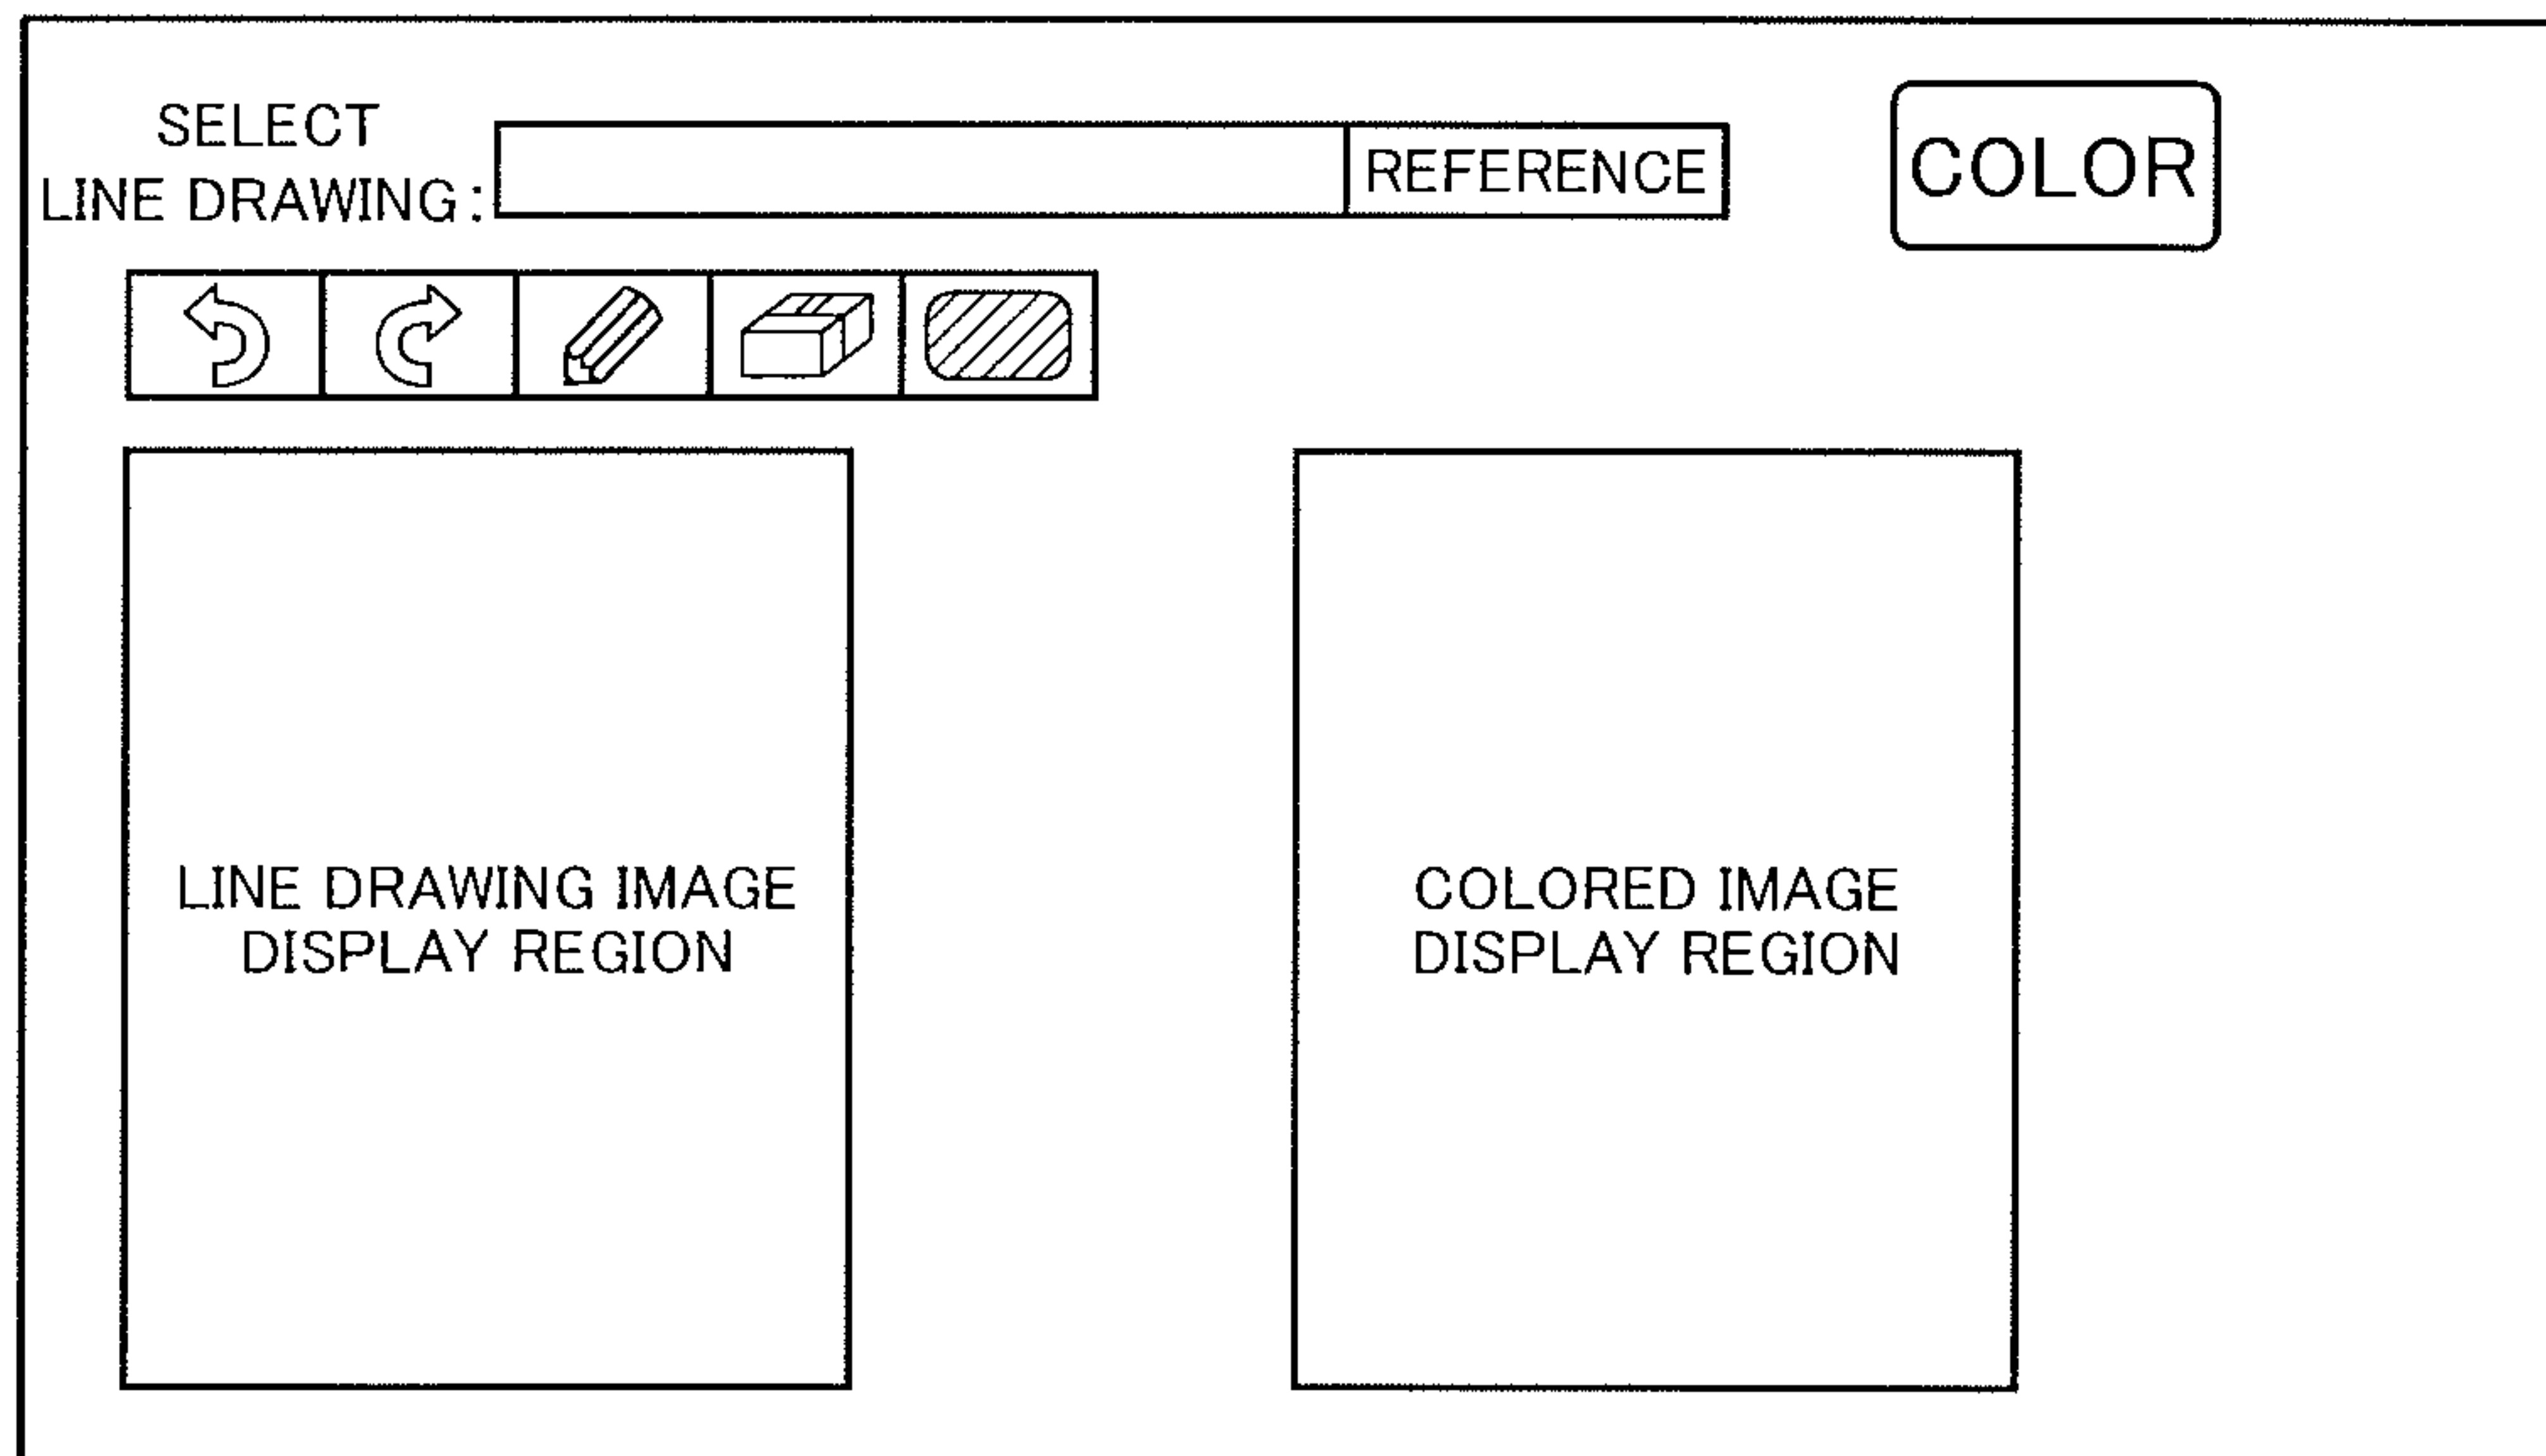 SELECT
LINE DRAWING:
REFERENCE
COLOR
LINE DRAWING IMAGE
DISPLAY REGION
COLORED IMAGE
DISPLAY REGION